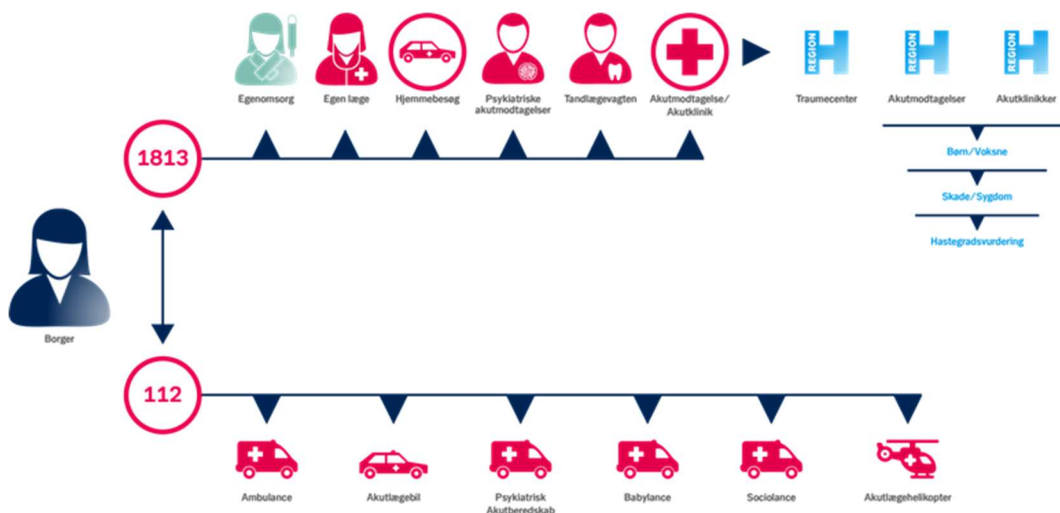 Egenomsorg
Egen læge
Hjemmebesøg
Psykiatriske
akutmodtagelser
Tandlægevagten
Akutmodtagelse/
Akutklinik
REGION H
Traumecenter
REGION H
Akutmodtagelser
REGION H
Akutklinikker
1813
Børn/Voksne
Skade/Sygdom
Hastegradsvurdering
Borger
112
Ambulance
Akutlægebil
Psykiatrisk
Akutberedskab
Babylance
Sociolance
Akutlægehelikopter